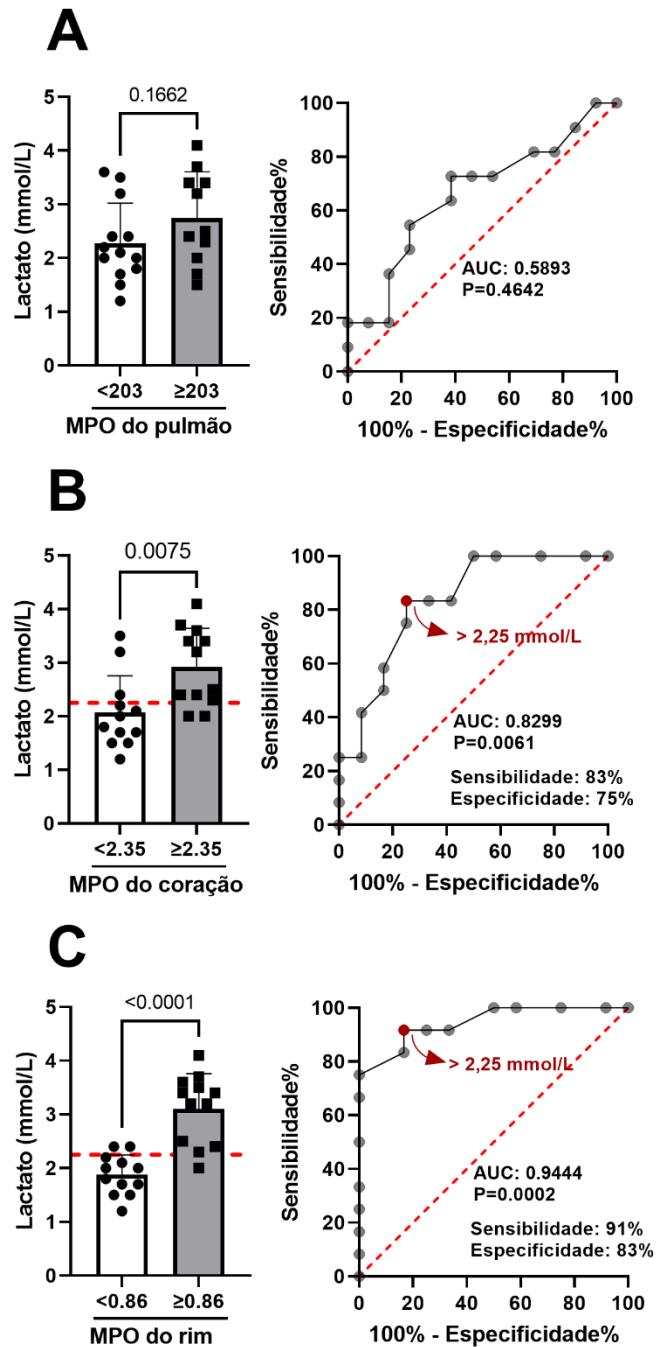 A
0.1662
5
4
3
2
1
0
Lactato (mmol/L)
<203 ≥203
MPO do pulmão
100
80
60
40
20
0
Sensibilidade%
AUC: 0.5893
P=0.4642
0 20 40 60 80 100
100% - Especificidade%
B
0.0075
5
4
3
2
1
0
Lactato (mmol/L)
<2.35 ≥2.35
MPO do coração
100
80
60
40
20
0
Sensibilidade%
> 2,25 mmol/L
AUC: 0.8299
P=0.0061
Sensibilidade: 83%
Especificidade: 75%
0 20 40 60 80 100
100% - Especificidade%
C
<0.0001
5
4
3
2
1
0
Lactato (mmol/L)
<0.86 ≥0.86
MPO do rim
100
80
60
40
20
0
Sensibilidade%
> 2,25 mmol/L
AUC: 0.9444
P=0.0002
Sensibilidade: 91%
Especificidade: 83%
0 20 40 60 80 100
100% - Especificidade%